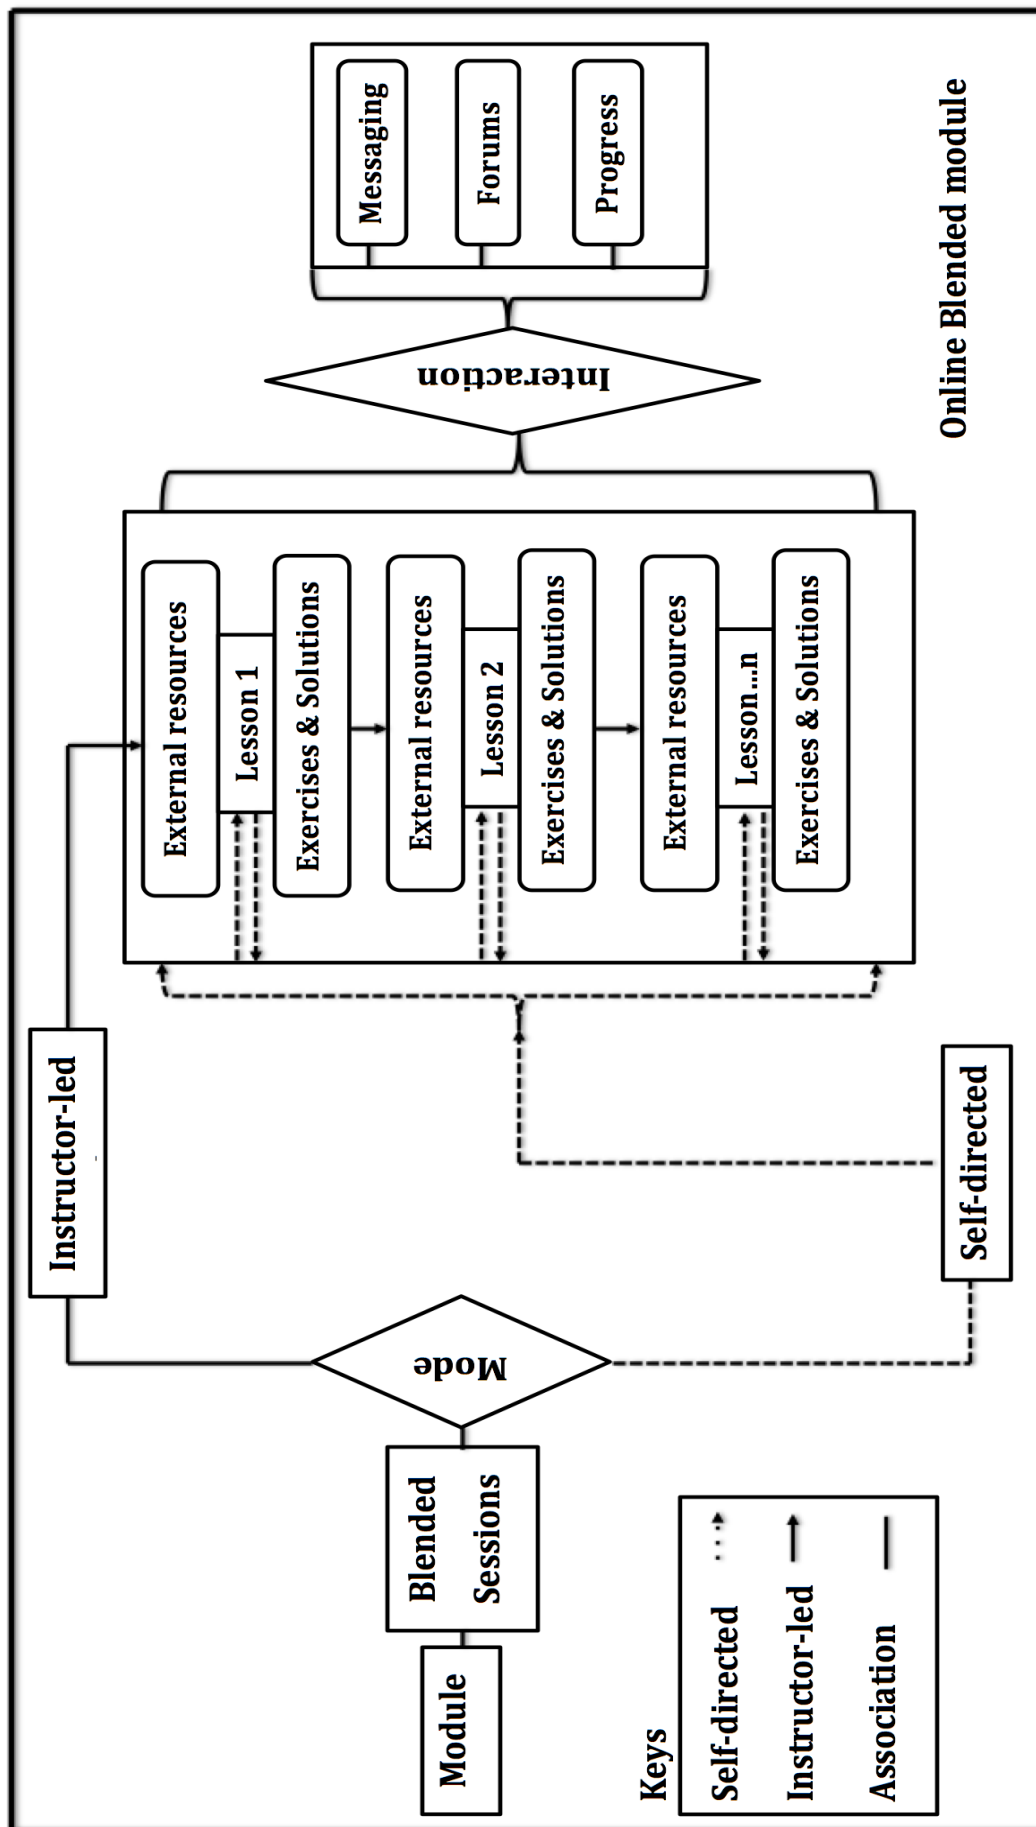 Instructor-led
Module
Blended
Sessions
Mode
Self-directed
External resources
Lesson 1
Exercises & Solutions
External resources
Lesson 2
Exercises & Solutions
External resources
Lesson...n
Exercises & Solutions
Interaction
Messaging
Forums
Progress
Keys
Self-directed
Instructor-led
Association
Online Blended module